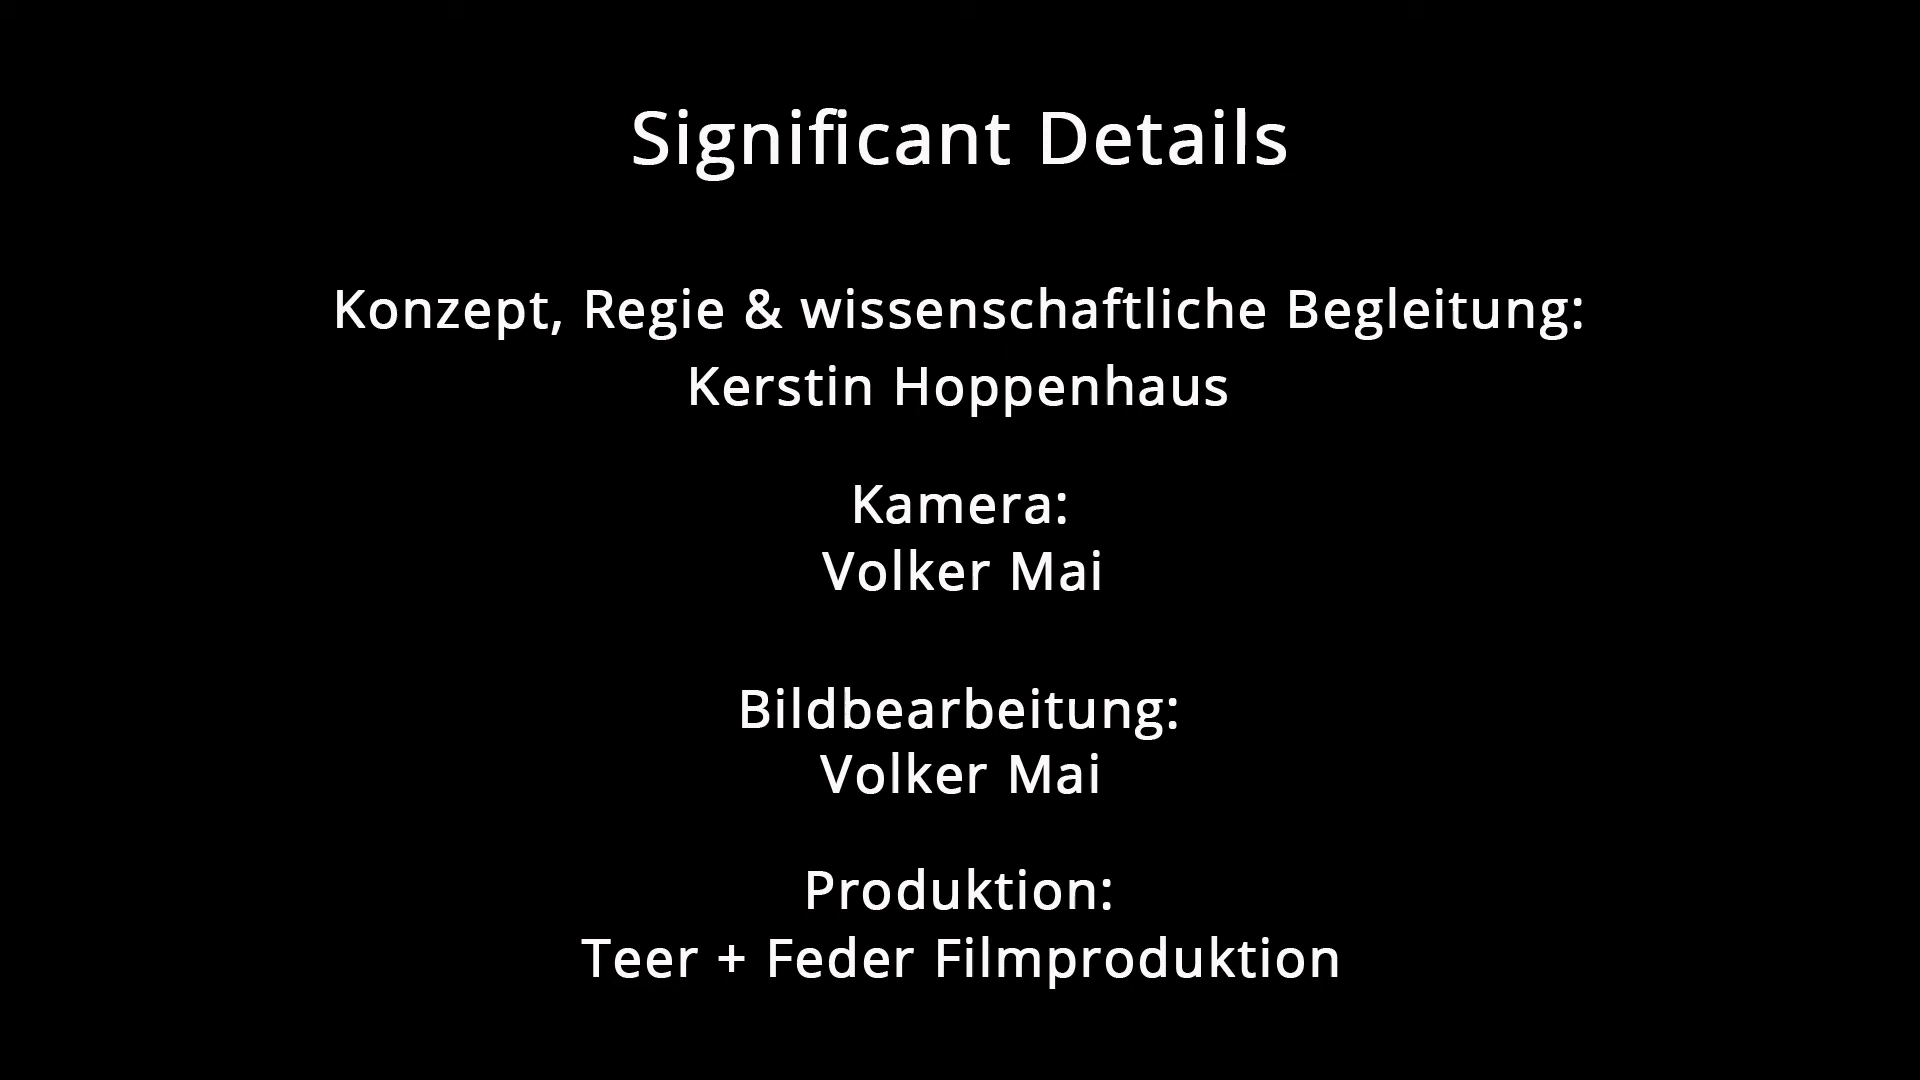 Significant Details
Konzept, Regie & wissenschaftliche Begleitung:
Kerstin Hoppenhaus
Kamera:
Volker Mai
Bildbearbeitung:
Volker Mai
Produktion:
Teer + Feder Filmproduktion